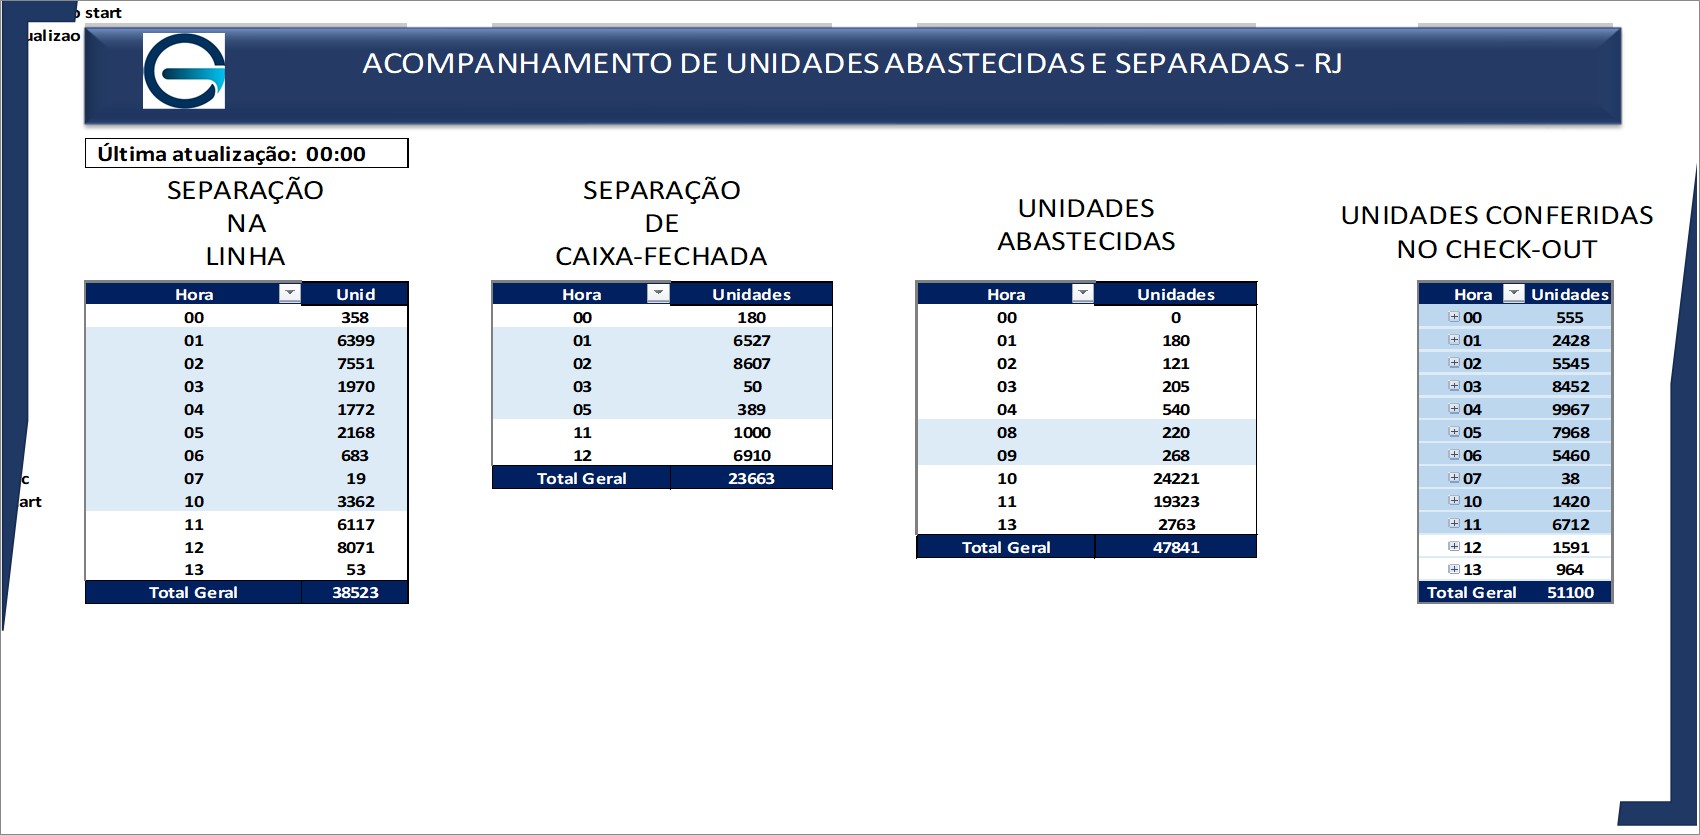 start
ualizao
ACOMPANHAMENTO DE UNIDADES ABASTECIDAS E SEPARADAS - RJ
Última atualização: 00:00
SEPARAÇÃO
NA
LINHA
Hora Unid
00 358
01 6399
02 7551
03 1970
04 1772
05 2168
06 683
07 19
10 3362
11 6117
12 8071
13 53
Total Geral 38523
SEPARAÇÃO
DE
CAIXA-FECHADA
Hora Unidades
00 180
01 6527
02 8607
03 50
05 389
11 1000
12 6910
Total Geral 23663
UNIDADES
ABASTECIDAS
Hora Unidades
00 0
01 180
02 121
03 205
04 540
08 220
09 268
10 24221
11 19323
13 2763
Total Geral 47841
UNIDADES CONFERIDAS
NO CHECK-OUT
Hora Unidades
00 555
01 2428
02 5545
03 8452
04 9967
05 7968
06 5460
07 38
10 1420
11 6712
12 1591
13 964
Total Geral 51100
c
art